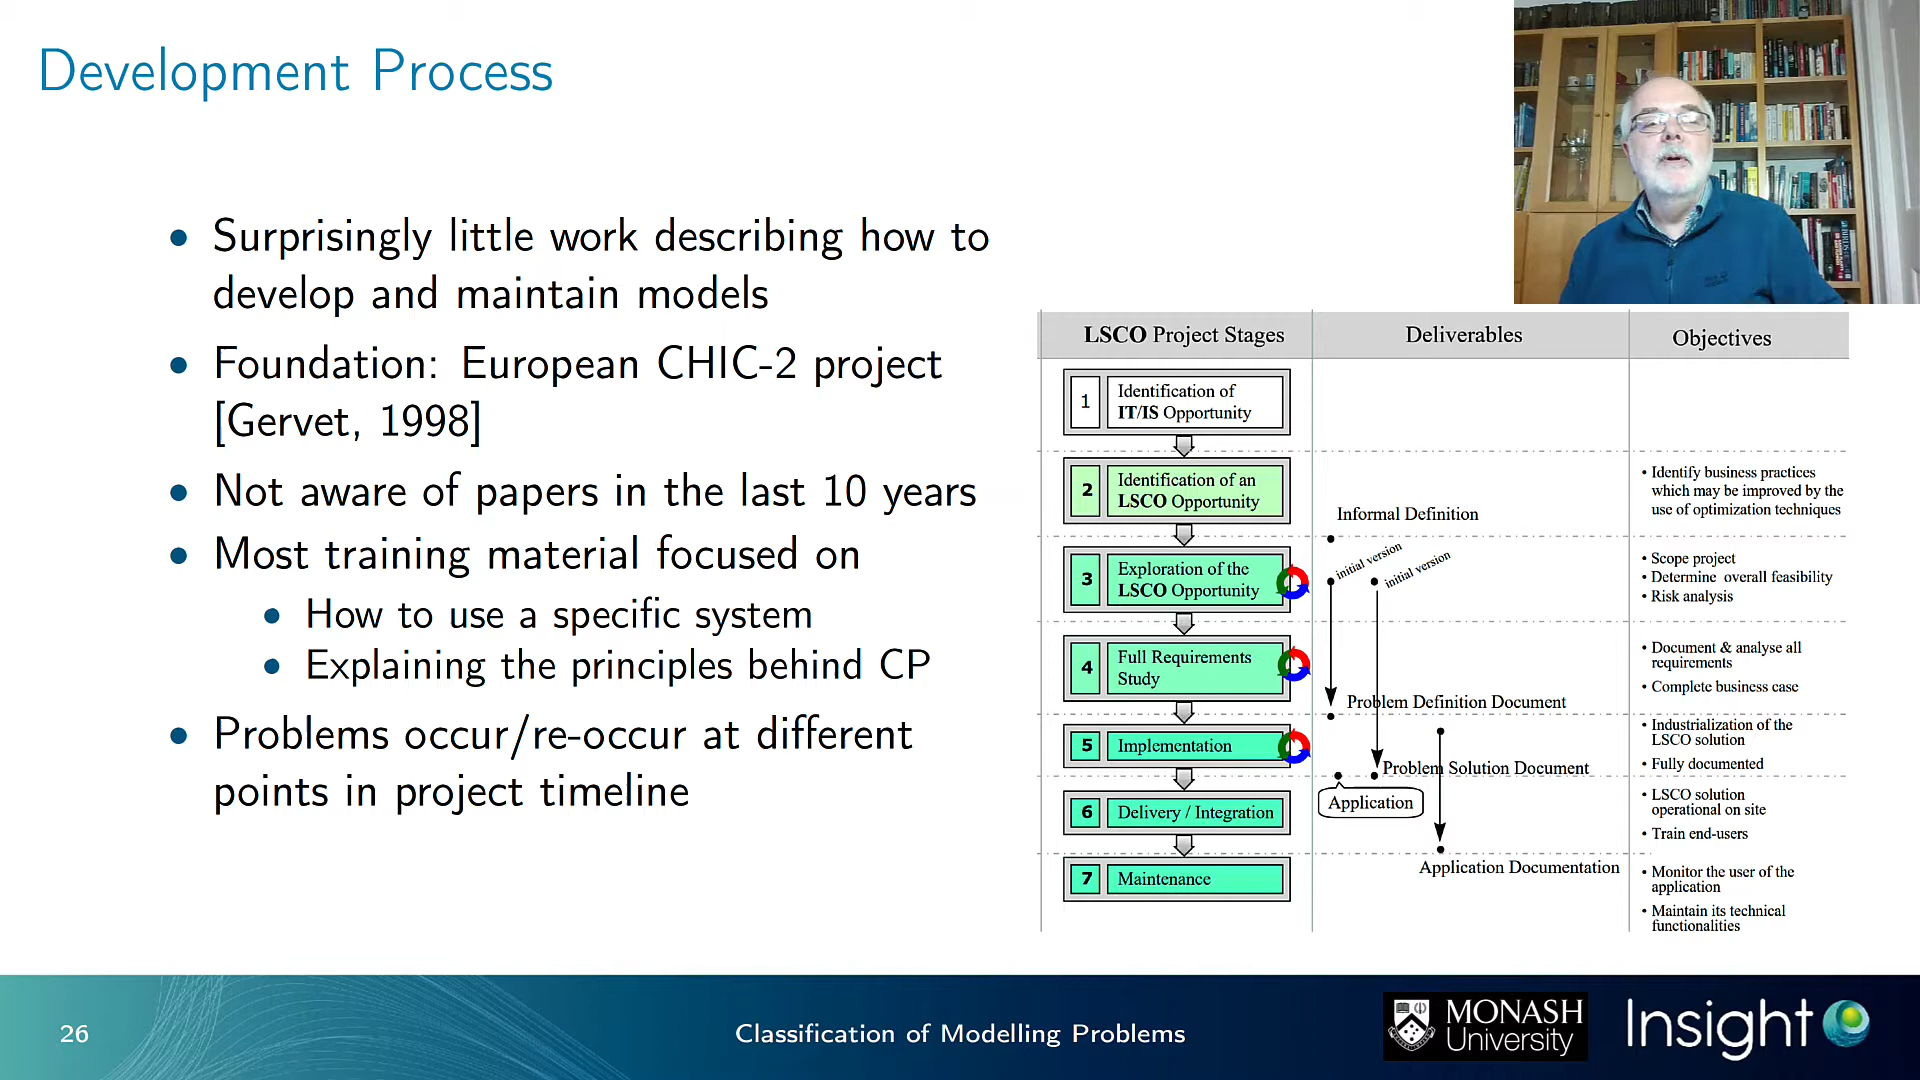 Development Process
• Surprisingly little work describing how to
develop and maintain models
• Foundation: European CHIC-2 project
[Gervet, 1998]
• Not aware of papers in the last 10 years
• Most training material focused on
• How to use a specific system
• Explaining the principles behind CP
• Problems occur/re-occur at different
points in project timeline
LSCO Project Stages
Deliverables
Objectives
1
Identification of
IT/IS Opportunity
2
Identification of an
LSCO Opportunity
3
Exploration of the
LSCO Opportunity
4
Full Requirements
Study
5
Implementation
6
Delivery / Integration
7
Maintenance
Informal Definition
initial version
initial version
Problem Definition Document
Problem Solution Document
Application
Application Documentation
• Identify business practices
which may be improved by the
use of optimization techniques
• Scope project
• Determine overall feasibility
• Risk analysis
• Document & analyse all
requirements
• Complete business case
• Industrialization of the
LSCO solution
• Fully documented
• LSCO solution
operational on site
• Train end-users
• Monitor the user of the
application
• Maintain its technical
functionalities
26
Classification of Modelling Problems
MONASH
University
Insight